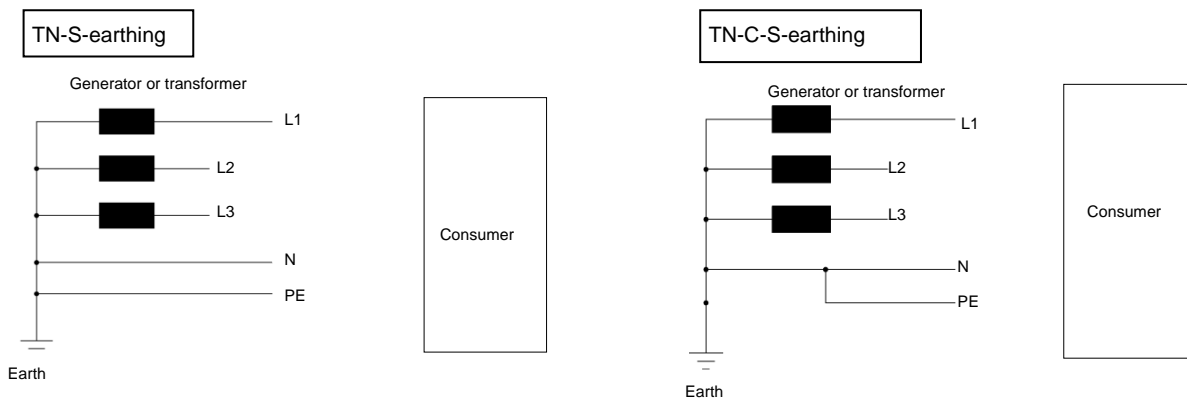 TN-S-earthing
Generator or transformer
L1
L2
L3
N
PE
Earth
Consumer
TN-C-S-earthing
Generator or transformer
L1
L2
L3
N
PE
Earth
Consumer